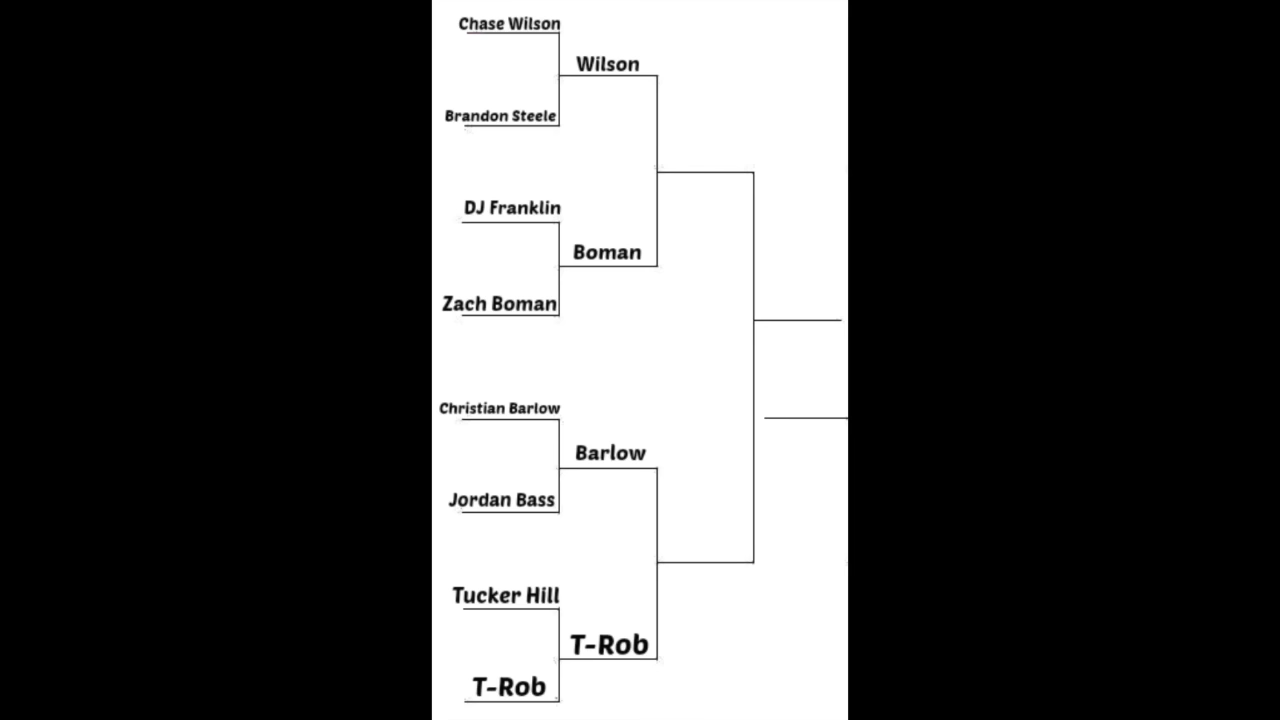 Chase Wilson
Wilson
Brandon Steele
DJ Franklin
Boman
Zach Boman
Christian Barlow
Barlow
Jordan Bass
Tucker Hill
T-Rob
T-Rob